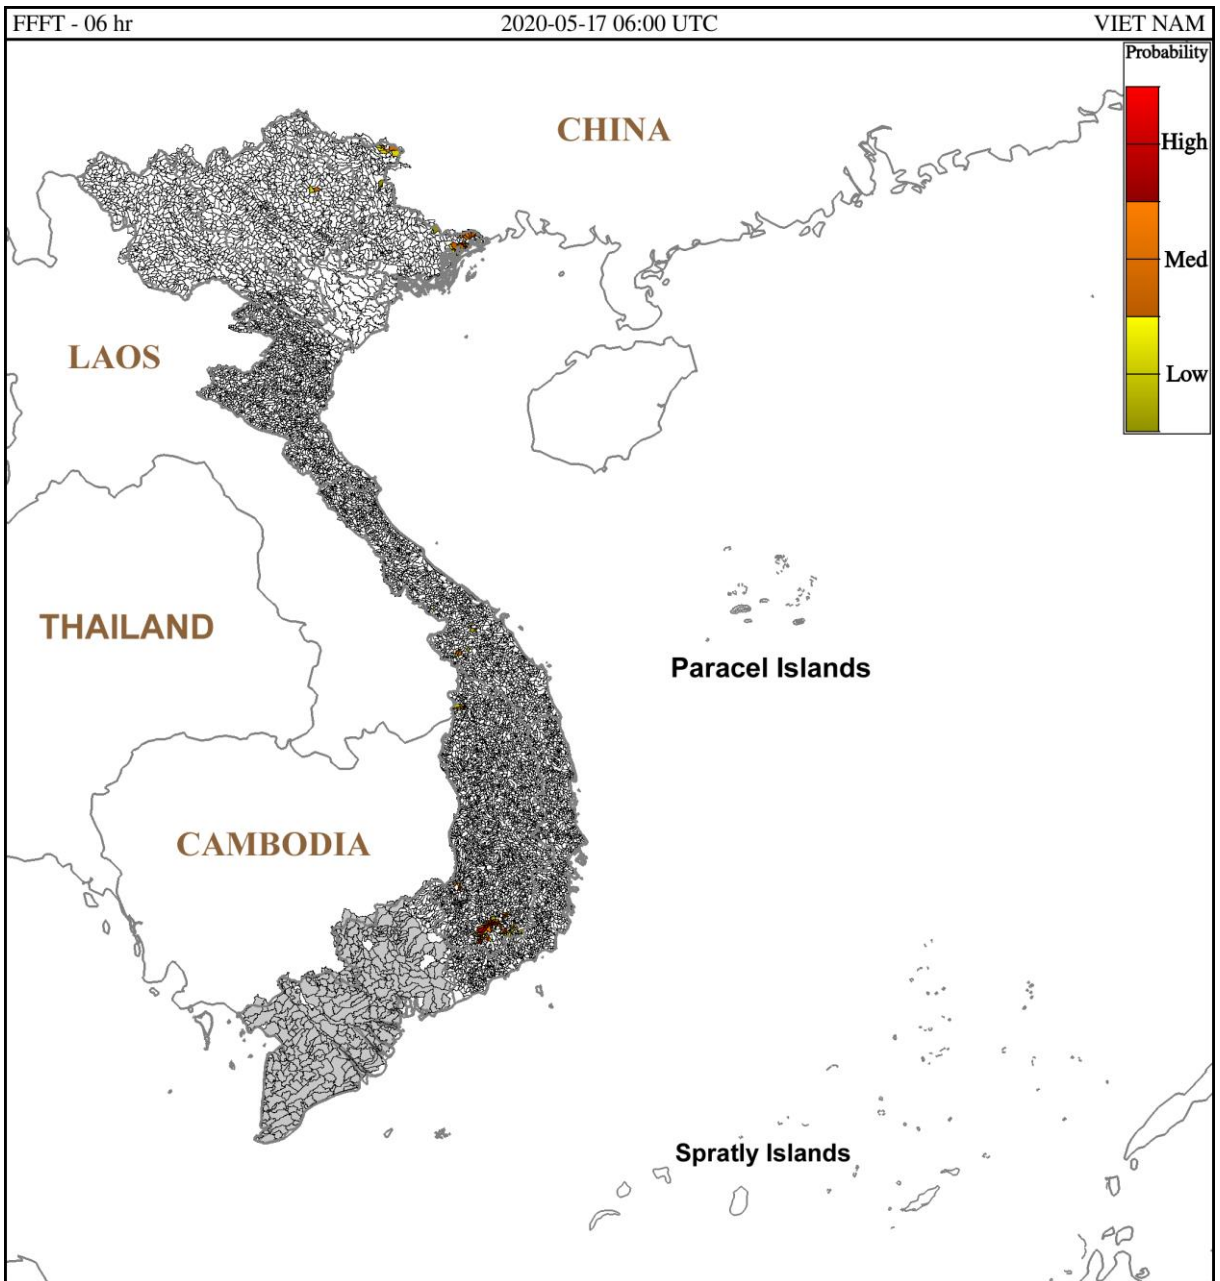 FFFT - 06 hr
2020-05-17 06:00 UTC
VIET NAM
Probability
High
Med
Low
CHINA
LAOS
THAILAND
Paracel Islands
CAMBODIA
Spratly Islands